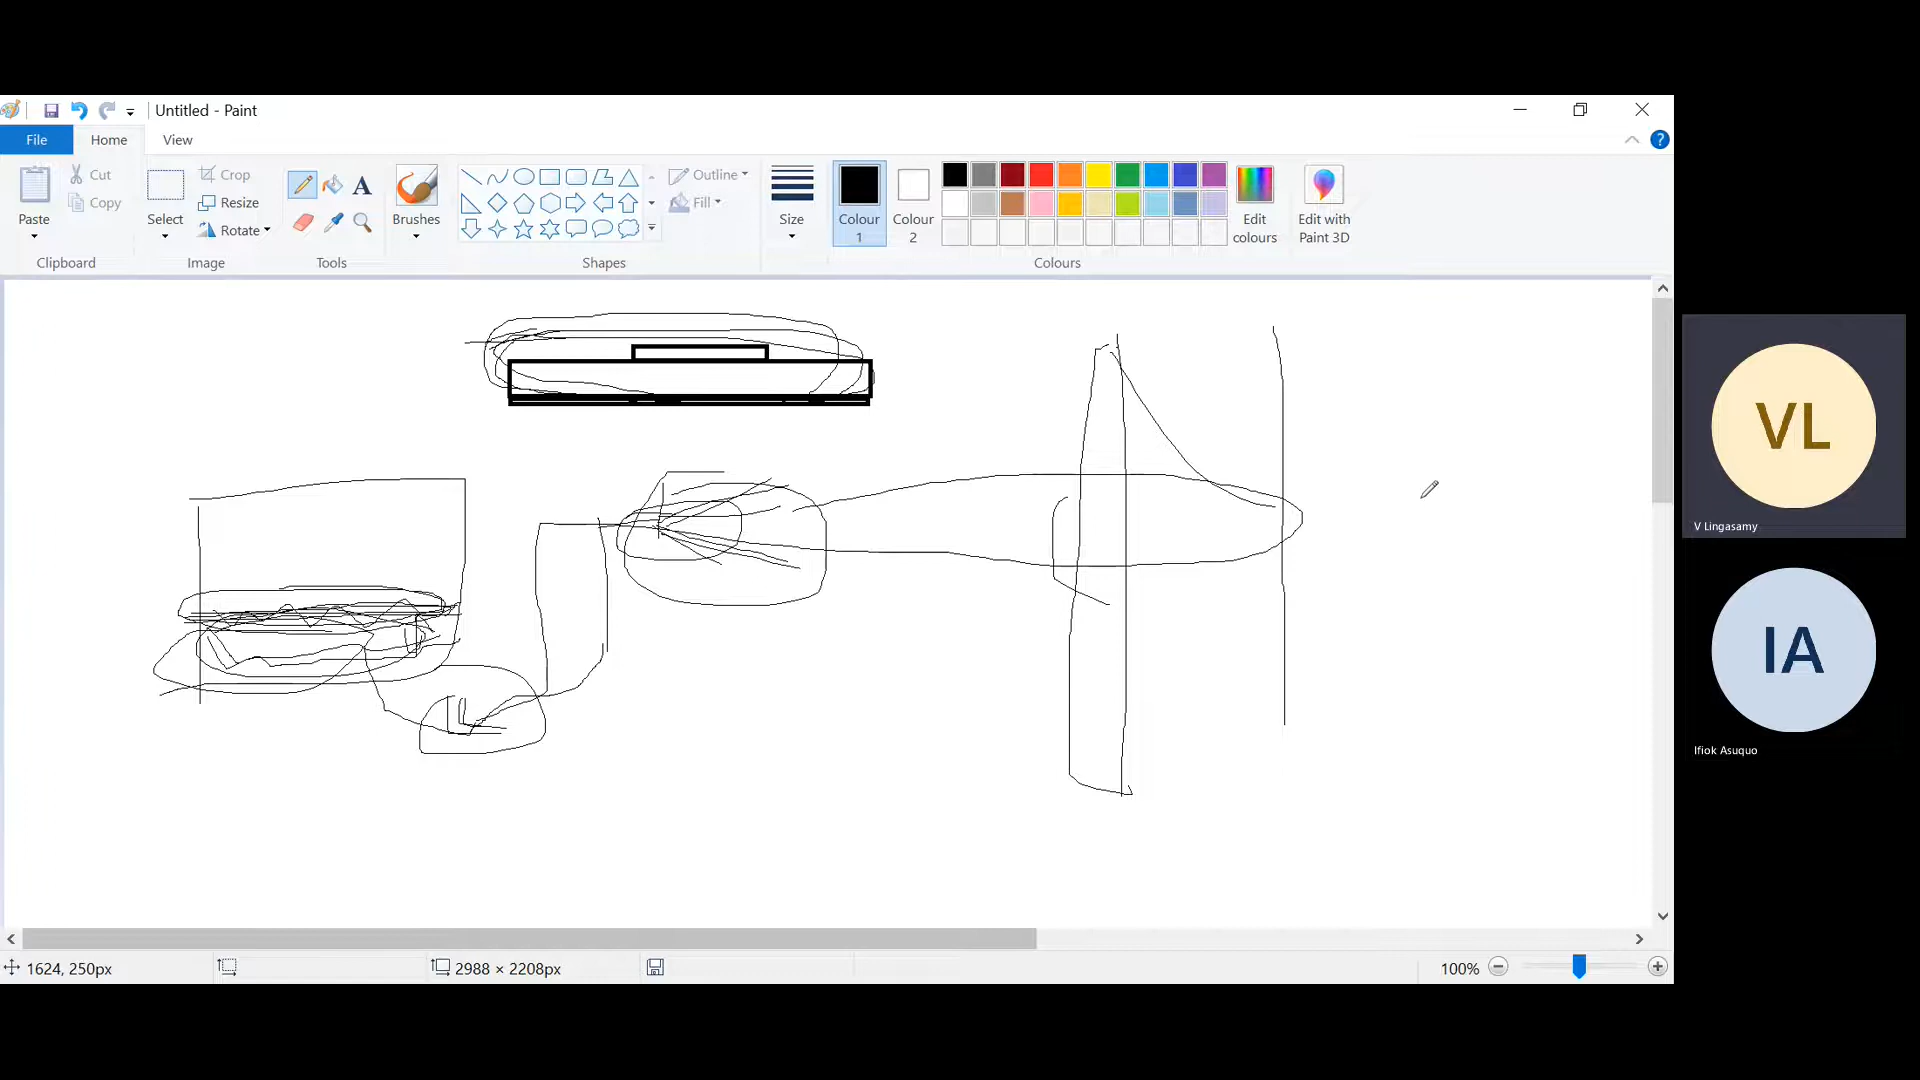 Untitled - Paint
File
Home
View
Paste
Cut
Copy
Clipboard
Select
Crop
Resize
Rotate
Image
A
Tools
Brushes
Shapes
Outline
Fill
Size
Colour
1
Colour
2
Edit
colours
Edit with
Paint 3D
Colours
VL
V Lingasamy
IA
Ifiok Asuquo
1624, 250px
2988 × 2208px
100%